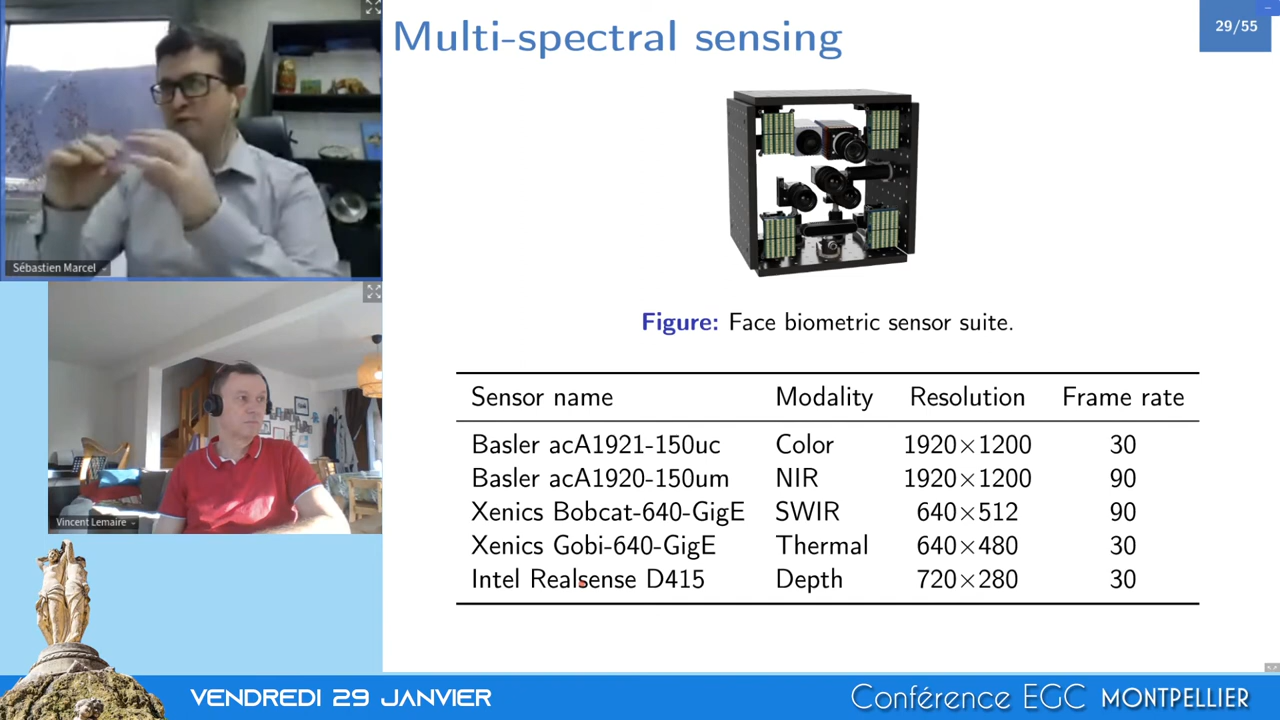 Multi-spectral sensing
29/55
Sébastien Marcel
Vincent Lemaire
Figure: Face biometric sensor suite.
Sensor name Modality Resolution Frame rate
Basler acA1921-150uc Color 1920×1200 30
Basler acA1920-150um NIR 1920×1200 90
Xenics Bobcat-640-GigE SWIR 640×512 90
Xenics Gobi-640-GigE Thermal 640×480 30
Intel Realsense D415 Depth 720×280 30
VENDREDI 29 JANVIER
Conférence EGC MONTPELLIER